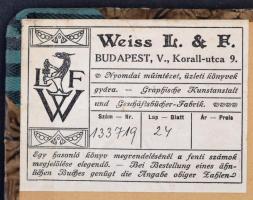 Weiss L. & F.
BUDAPEST, V., Korall-utca 9.
Nyomdai műintézet, üzleti könyvek
gyára. — Graphische Kunstanstalt
und Geschäftsbücher-Fabrik.
L F
W
Szám — Nr.
Lap — Blatt
Ár — Preis
133719
24
Egy hasonló könyv megrendelésénél a fenti számok
megjelölése elegendő. — Bei Bestellung eines ähn-
lichen Buches genügt die Angabe obiger Zahlen